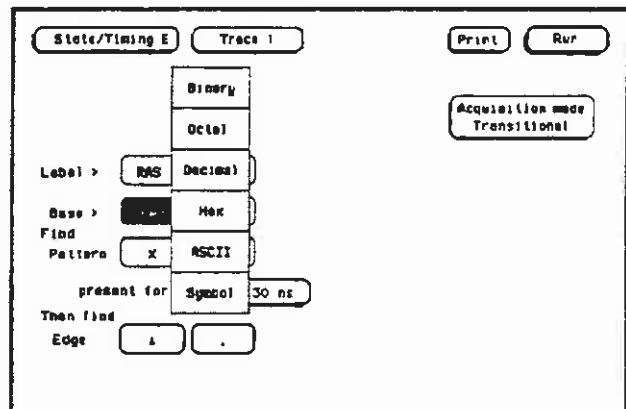 State/Timing E Trace 1 Print Run
Binary
Acquisition mode
Transitional
Octal
Label > RAS Decimal
Base > Hex
Find
Pattern X ASCII
present for Symbol 30 ns
Then find
Edge